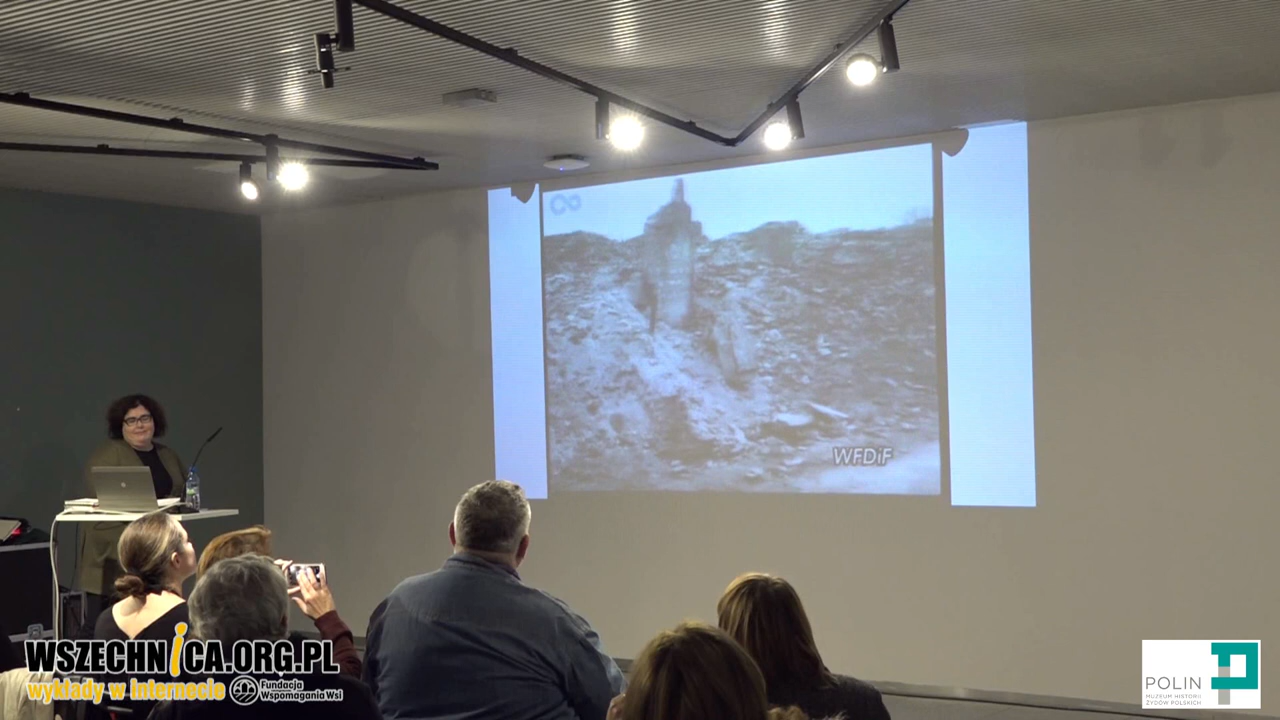 WFDiF
WSZECHNICA.ORG.PL
wykłady w Internecie
Fundacja
Wspomagania Wsi
POLIN
MUZEUM HISTORII
ŻYDÓW POLSKICH